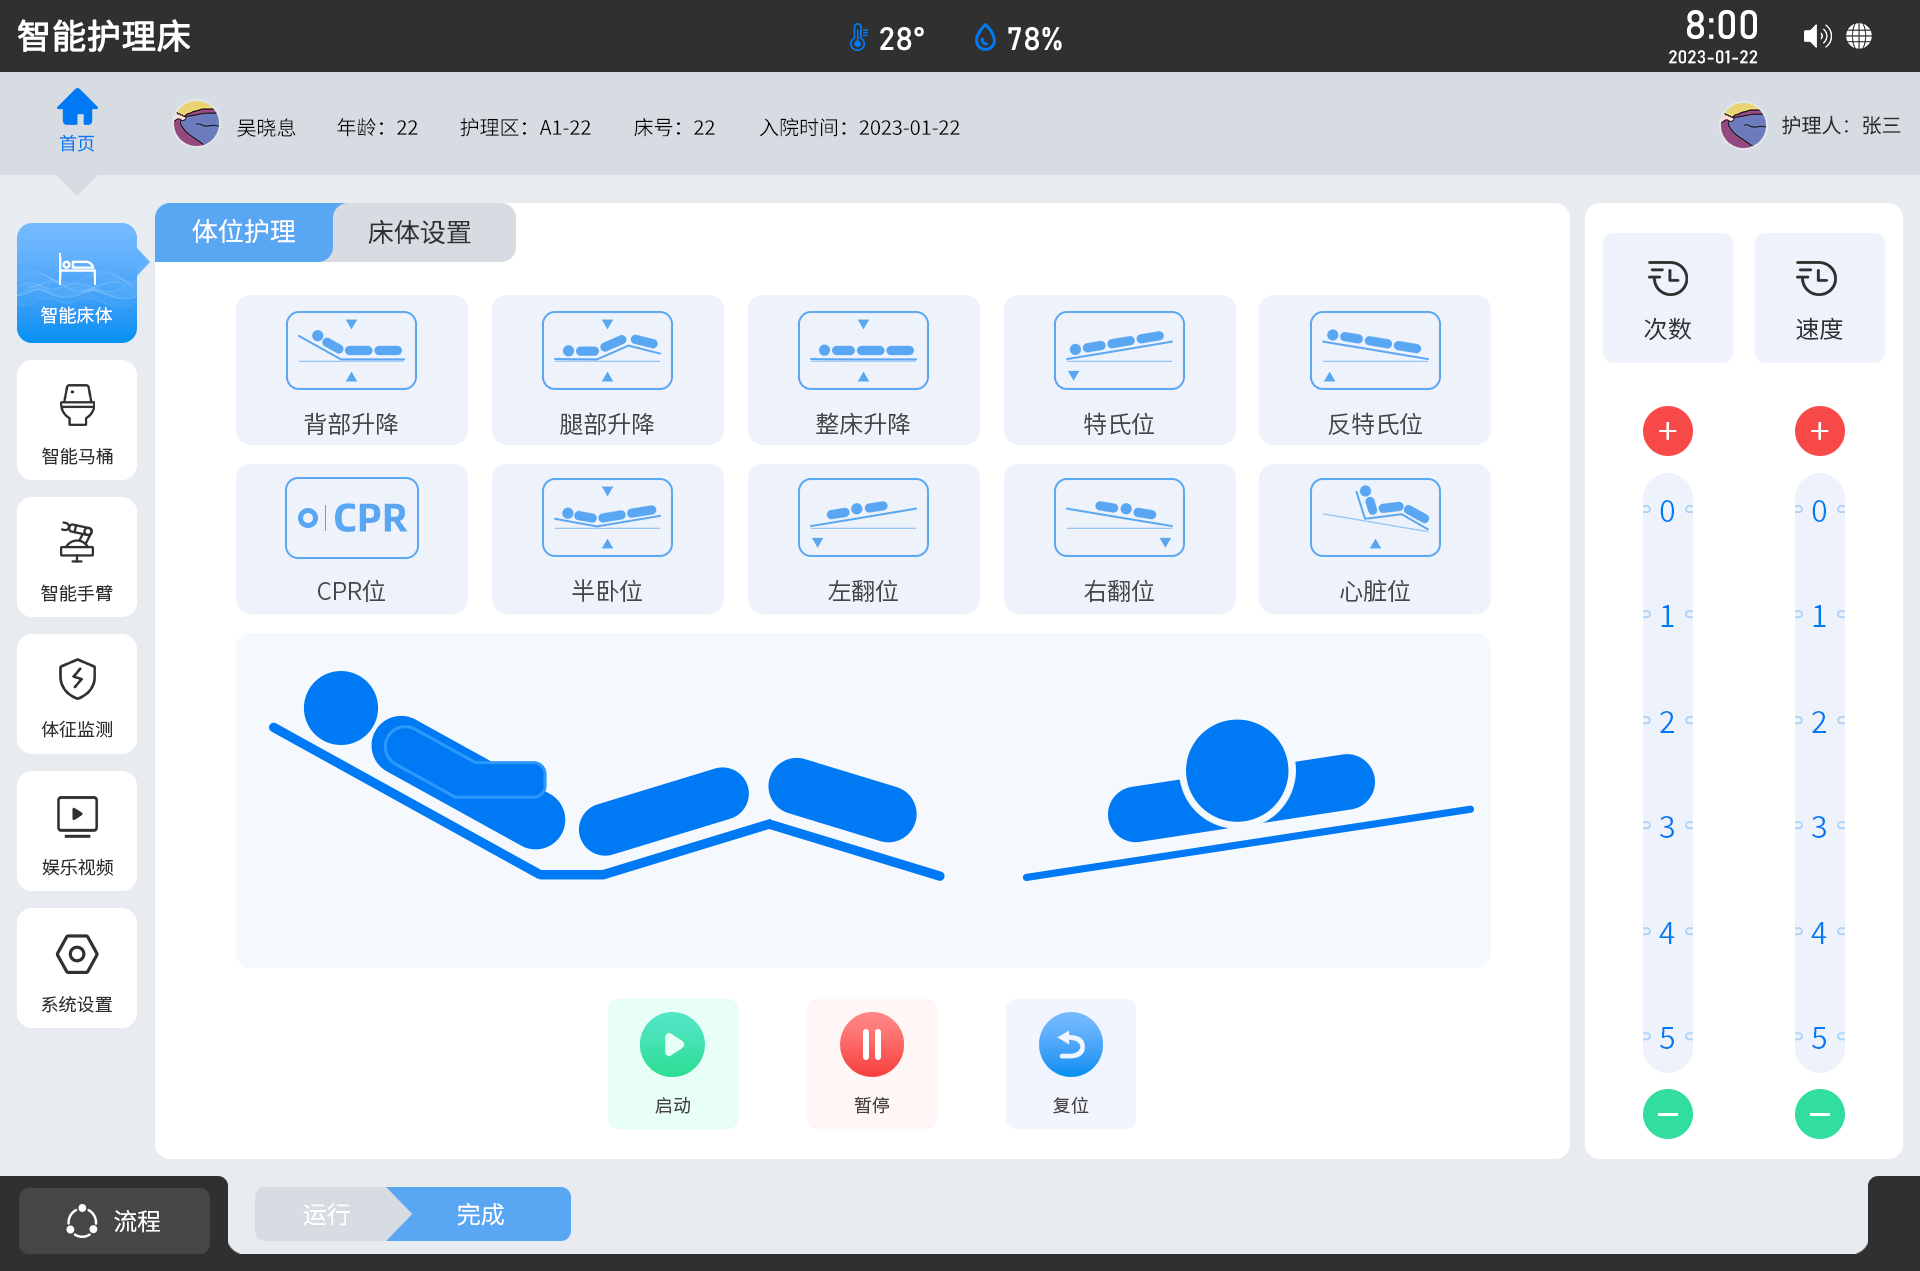 智能护理床
28°
78%
8:00
2023-01-22
首页
吴晓息
年龄：22
护理区：A1-22
床号：22
入院时间：2023-01-22
护理人：张三
体位护理
床体设置
智能床体
智能马桶
智能手臂
体征监测
娱乐视频
系统设置
背部升降
腿部升降
整床升降
特氏位
反特氏位
CPR
CPR位
半卧位
左翻位
右翻位
心脏位
启动
暂停
复位
次数
速度
+
+
0
0
1
1
2
2
3
3
4
4
5
5
−
−
流程
运行
完成